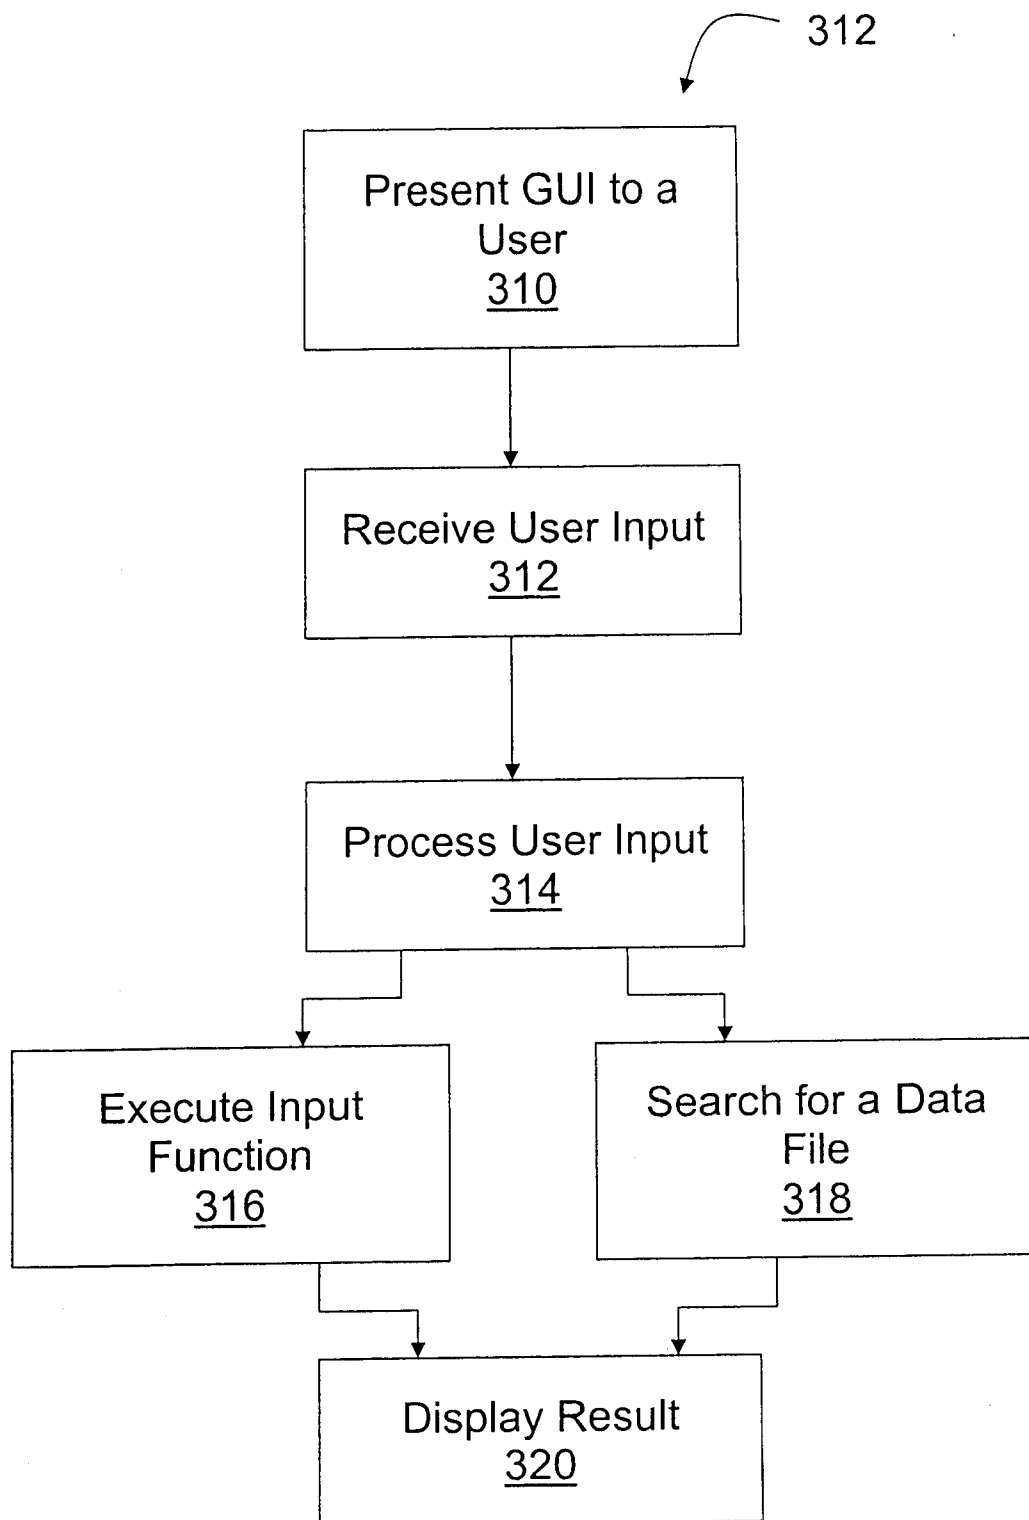 312
Present GUI to a
User
310
Receive User Input
312
Process User Input
314
Execute Input
Function
316
Search for a Data
File
318
Display Result
320